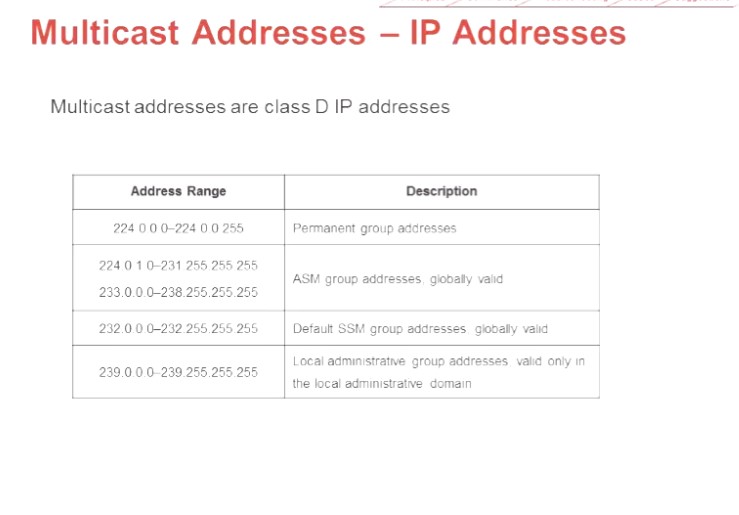 Multicast Addresses – IP Addresses
Multicast addresses are class D IP addresses
Address Range
Description
224.0.0.0–224.0.0.255
Permanent group addresses
224.0.1.0–231.255.255.255
233.0.0.0–238.255.255.255
ASM group addresses, globally valid
232.0.0.0–232.255.255.255
Default SSM group addresses, globally valid
239.0.0.0–239.255.255.255
Local administrative group addresses, valid only in
the local administrative domain